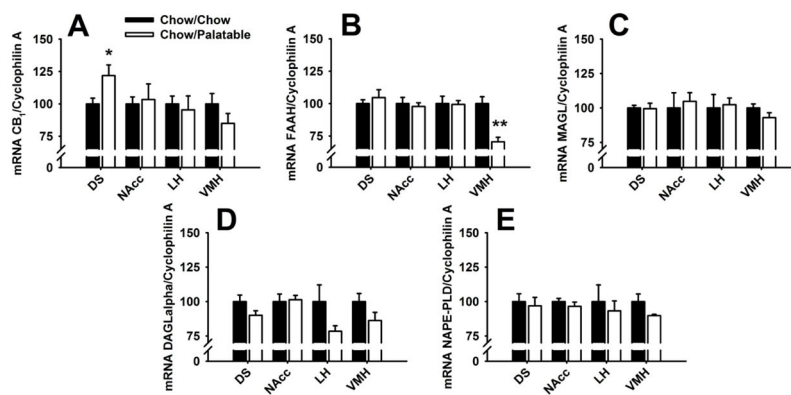 A
Chow/Chow
Chow/Palatable
mRNA CB₁/Cyclophilin A
150
125
100
75
0
*
DS
NAcc
LH
VMH
B
mRNA FAAH/Cyclophilin A
150
125
100
75
0
**
DS
NAcc
LH
VMH
C
mRNA MAGL/Cyclophilin A
150
125
100
75
0
DS
NAcc
LH
VMH
D
mRNA DAGLalpha/Cyclophilin A
150
125
100
75
0
DS
NAcc
LH
VMH
E
mRNA NAPE-PLD/Cyclophilin A
150
125
100
75
0
DS
NAcc
LH
VMH